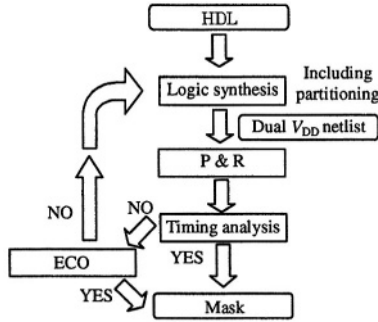 HDL
Logic synthesis
Including
partitioning
Dual VDD netlist
P & R
NO
NO
Timing analysis
YES
ECO
YES
Mask